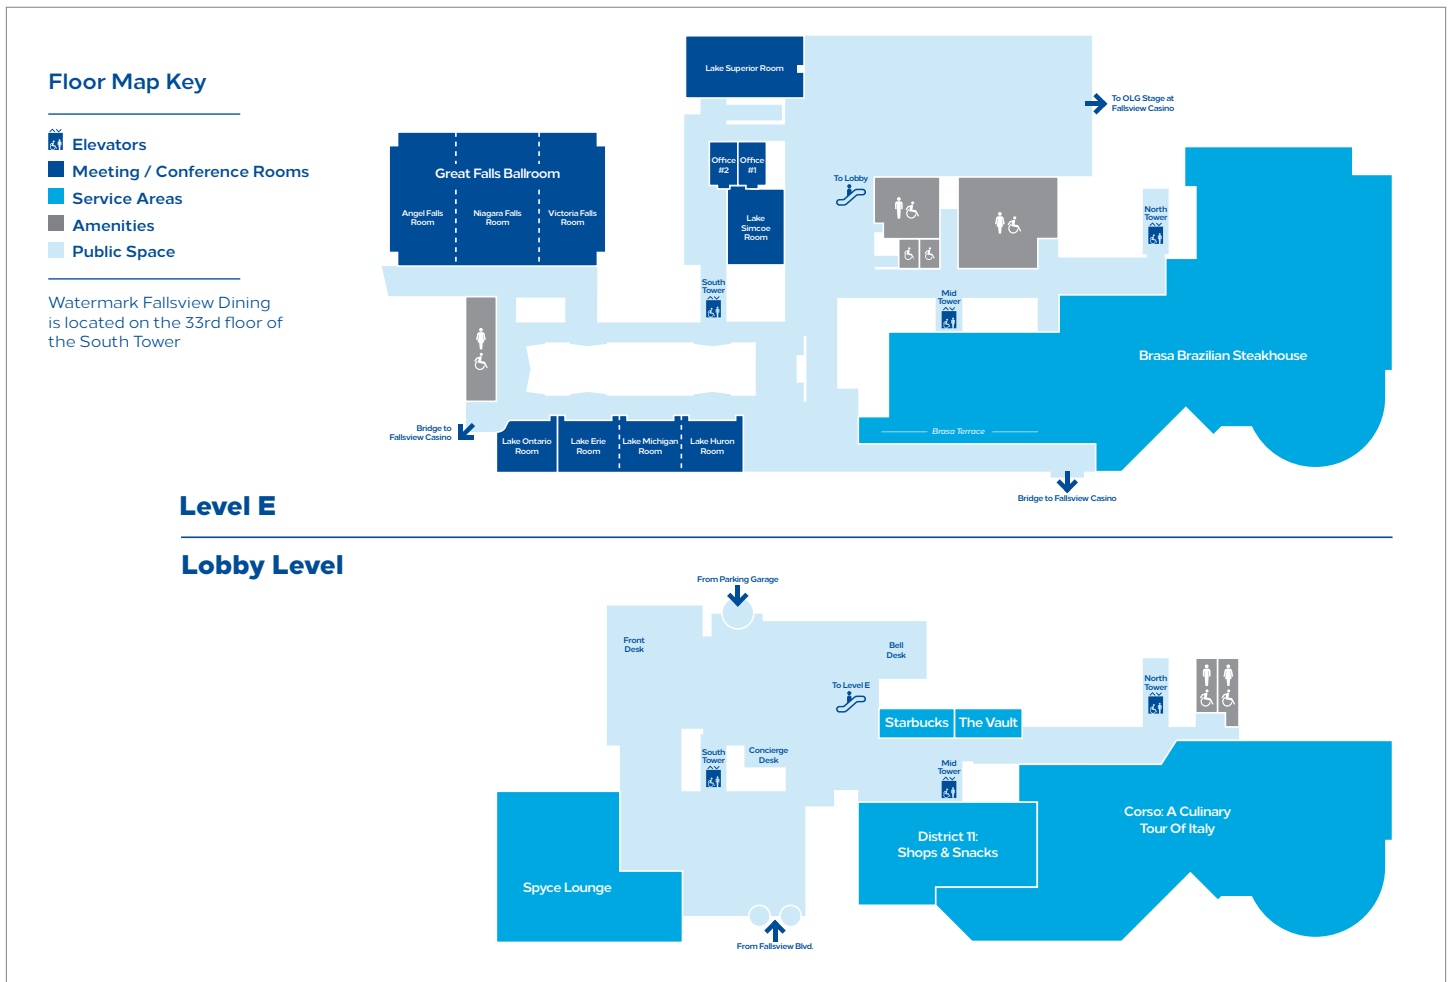 Floor Map Key
Elevators
Meeting / Conference Rooms
Service Areas
Amenities
Public Space
Watermark Fallsview Dining
is located on the 33rd floor of
the South Tower
Lake Superior Room
To OLG Stage at
Fallsview Casino
Great Falls Ballroom
Angel Falls
Room
Niagara Falls
Room
Victoria Falls
Room
Office
#2
Office
#1
Lake
Simcoe
Room
To Lobby
North
Tower
South
Tower
Mid
Tower
Brasa Brazilian Steakhouse
Brasa Terrace
Bridge to
Fallsview Casino
Lake Ontario
Room
Lake Erie
Room
Lake Michigan
Room
Lake Huron
Room
Bridge to Fallsview Casino
Level E
Lobby Level
From Parking Garage
Front
Desk
Bell
Desk
To Level E
North
Tower
Starbucks
The Vault
South
Tower
Concierge
Desk
Mid
Tower
Corso: A Culinary
Tour Of Italy
District 11:
Shops & Snacks
Spyce Lounge
From Fallsview Blvd.